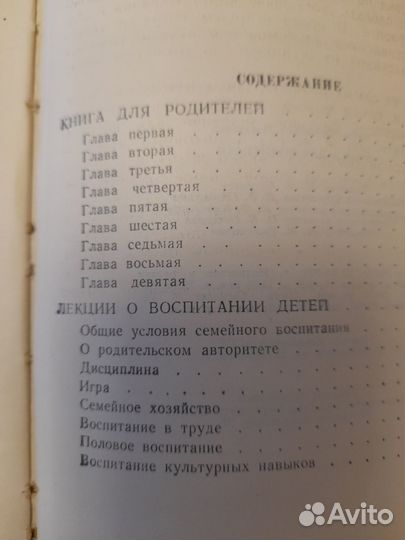 СОДЕРЖАНИЕ
КНИГА ДЛЯ РОДИТЕЛЕЙ
Глава первая . . . . . . . . . .
Глава вторая . . . . . . . . . .
Глава третья . . . . . . . . . .
Глава четвертая . . . . . . . .
Глава пятая . . . . . . . . . .
Глава шестая . . . . . . . . .
Глава седьмая . . . . . . . . .
Глава восьмая . . . . . . . . .
Глава девятая . . . . . . . . .
ЛЕКЦИИ О ВОСПИТАНИИ ДЕТЕЙ . . .
Общие условия семейного воспитания .
О родительском авторитете . . . .
Дисциплина . . . . . . . . . .
Игра . . . . . . . . . . . . .
Семейное хозяйство . . . . . . .
Воспитание в труде . . . . . . .
Половое воспитание . . . . . . .
Воспитание культурных навыков . .
Avito